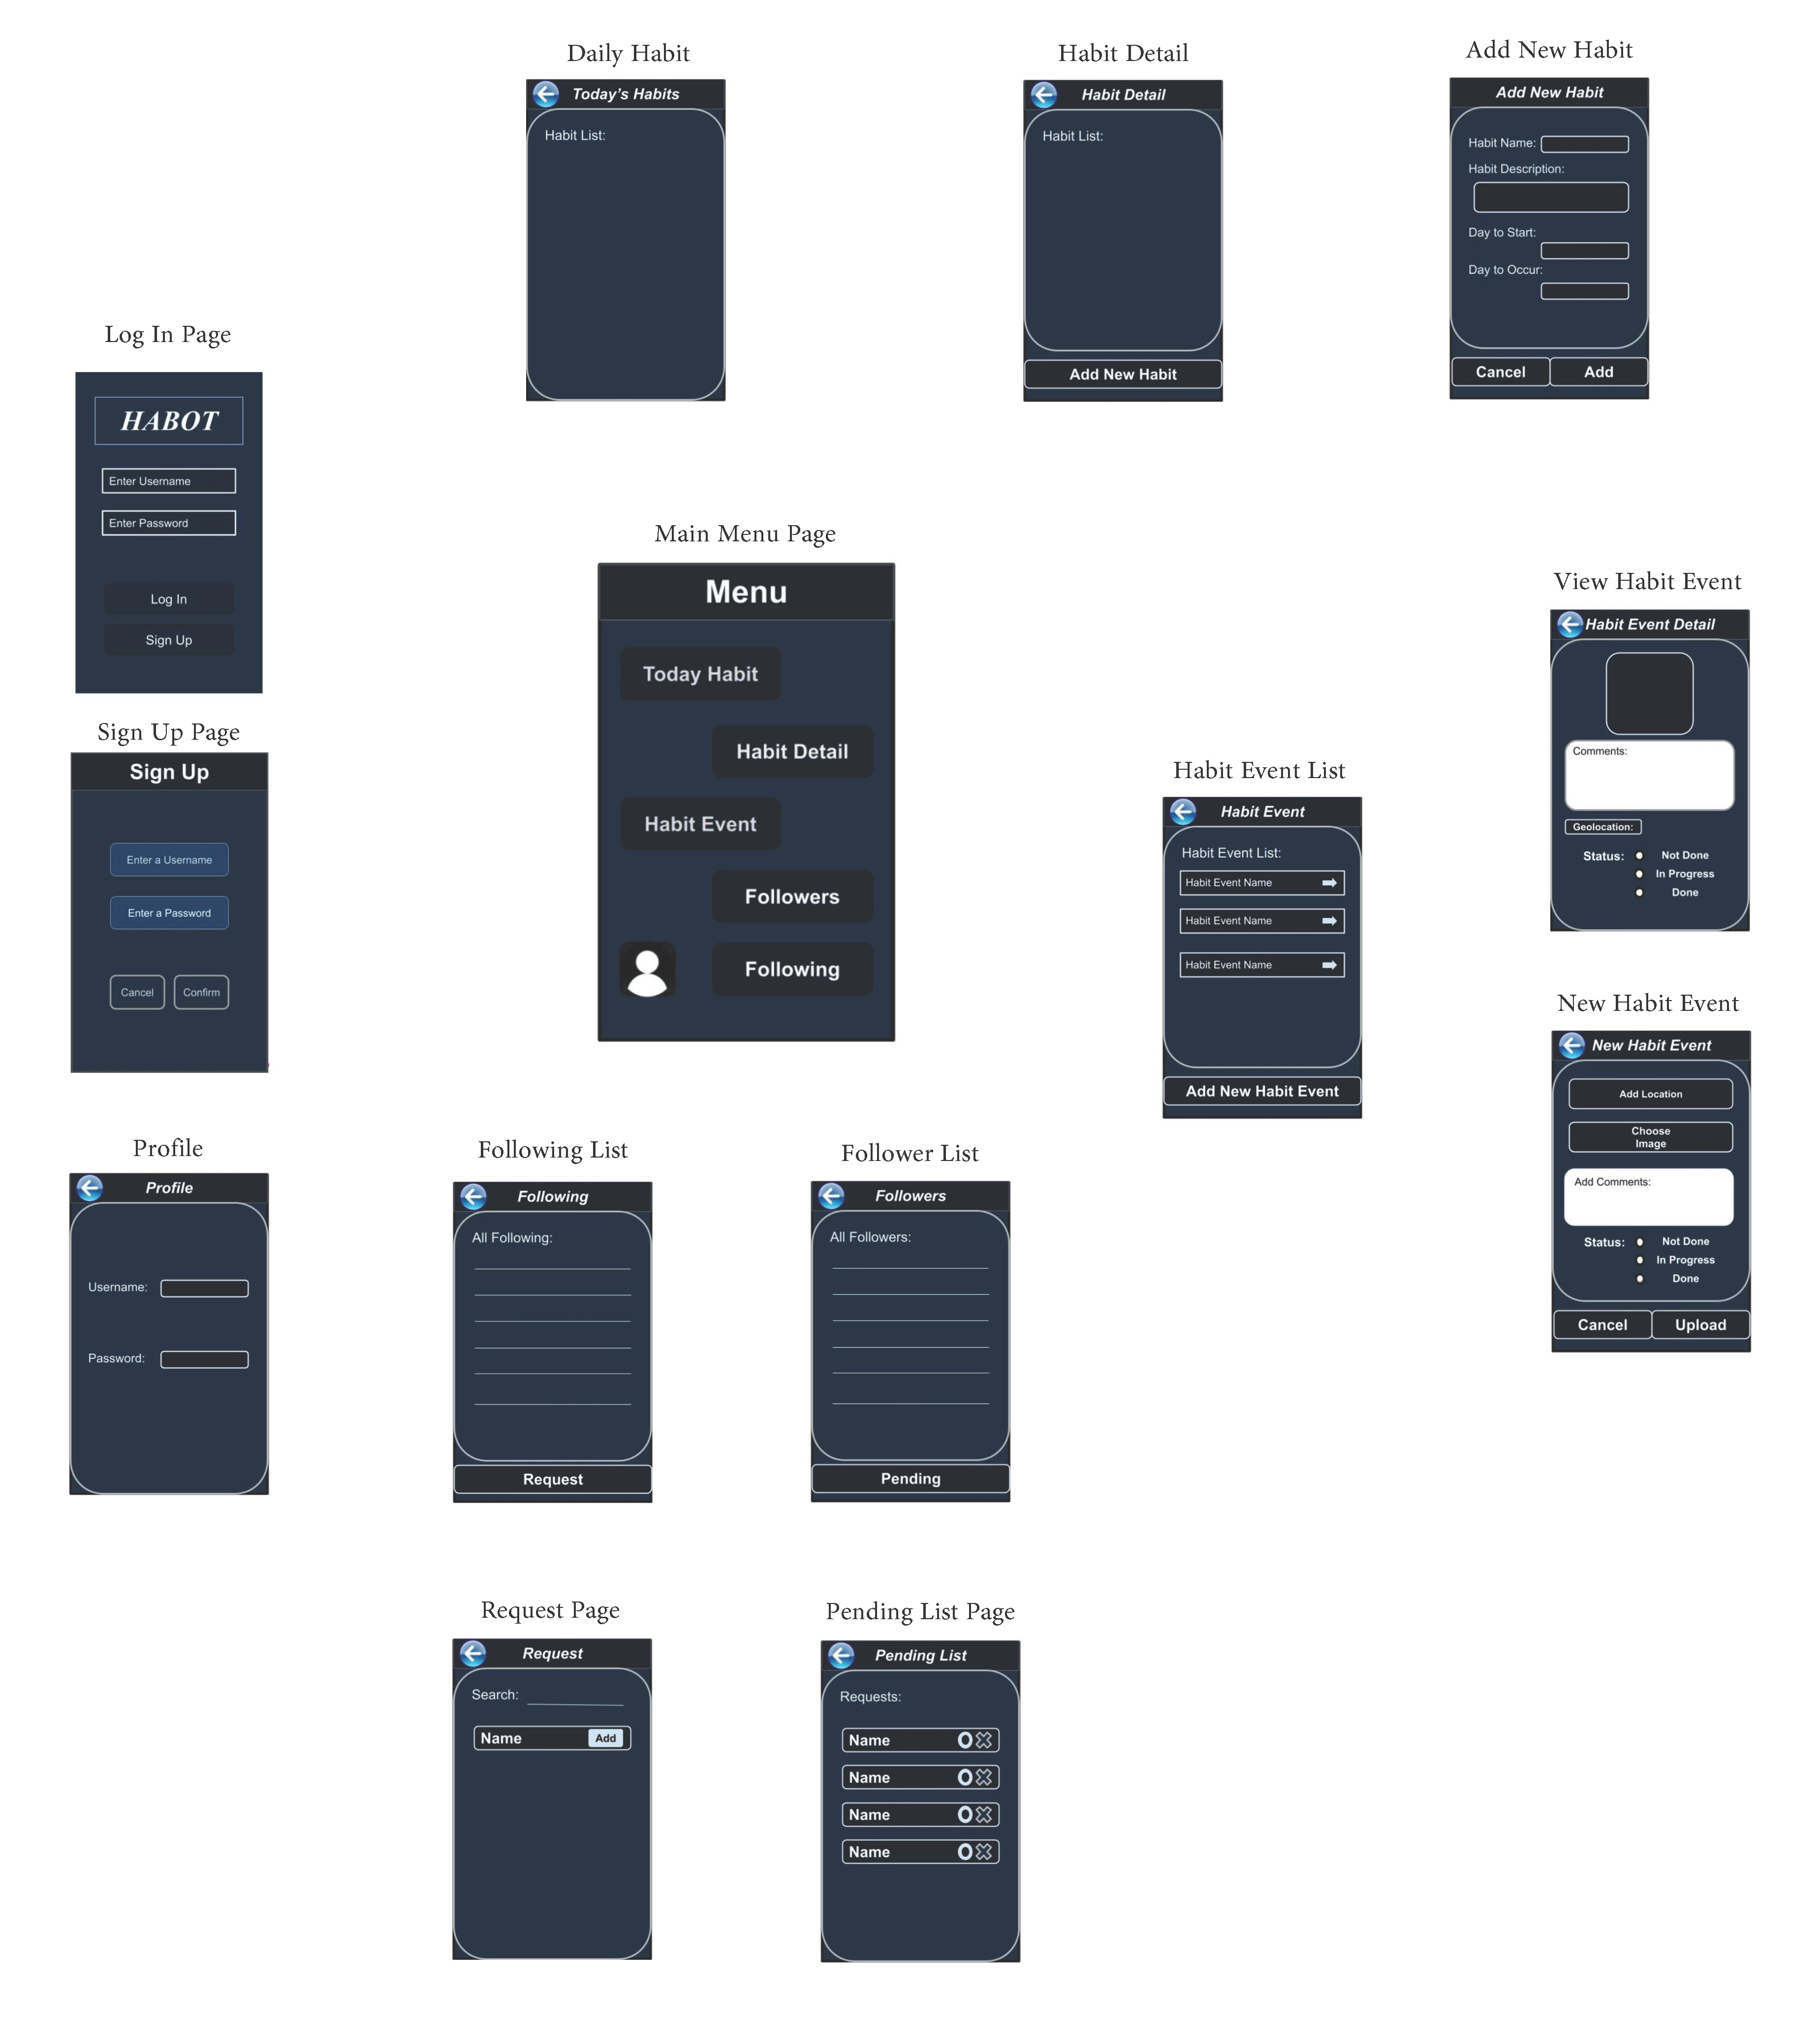 Daily Habit
Today's Habits
Habit List:
Habit Detail
Habit Detail
Habit List:
Add New Habit
Add New Habit
Add New Habit
Habit Name:
Habit Description:
Day to Start:
Day to Occur:
Cancel
Add
Log In Page
HABOT
Enter Username
Enter Password
Log In
Sign Up
Sign Up Page
Sign Up
Enter a Username
Enter a Password
Cancel
Confirm
Main Menu Page
Menu
Today Habit
Habit Detail
Habit Event
Followers
Following
Habit Event List
Habit Event
Habit Event List:
Habit Event Name
Habit Event Name
Habit Event Name
Add New Habit Event
View Habit Event
Habit Event Detail
Comments:
Geolocation:
Status:
Not Done
In Progress
Done
New Habit Event
New Habit Event
Add Location
Choose
Image
Add Comments:
Status:
Not Done
In Progress
Done
Cancel
Upload
Profile
Profile
Username:
Password:
Following List
Following
All Following:
Request
Follower List
Followers
All Followers:
Pending
Request Page
Request
Search:
Name
Add
Pending List Page
Pending List
Requests:
Name
Name
Name
Name